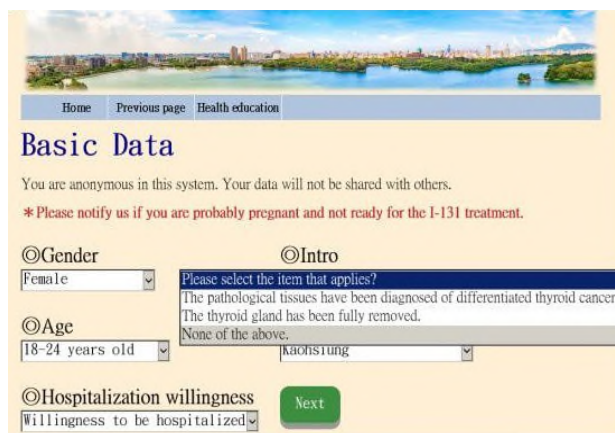 Home Previous page Health education
Basic Data
You are anonymous in this system. Your data will not be shared with others.
*Please notify us if you are probably pregnant and not ready for the I-131 treatment.
◎Gender ◎Intro
Female Please select the item that applies?
The pathological tissues have been diagnosed of differentiated thyroid cancer
The thyroid gland has been fully removed.
◎Age None of the above.
18-24 years old Kaohsiung
◎Hospitalization willingness Next
Willingness to be hospitalized